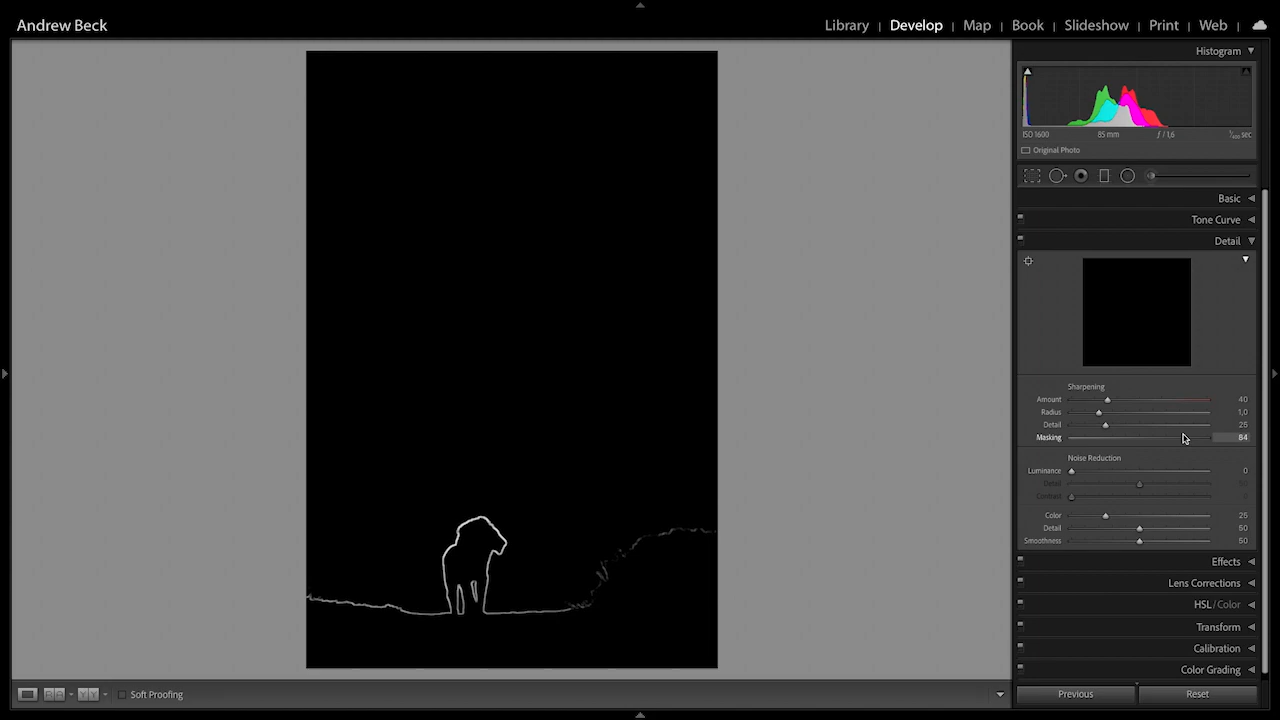 Andrew Beck
Library | Develop | Map | Book | Slideshow | Print | Web |
Histogram
ISO 1600 85 mm ƒ / 1,6
Original Photo
Basic
Tone Curve
Detail
Sharpening
Amount 40
Radius 1,0
Detail 25
Masking 84
Noise Reduction
Luminance 0
Detail
Contrast
Color 25
Detail 50
Smoothness 50
Effects
Lens Corrections
HSL / Color
Transform
Calibration
Color Grading
Soft Proofing
Previous Reset